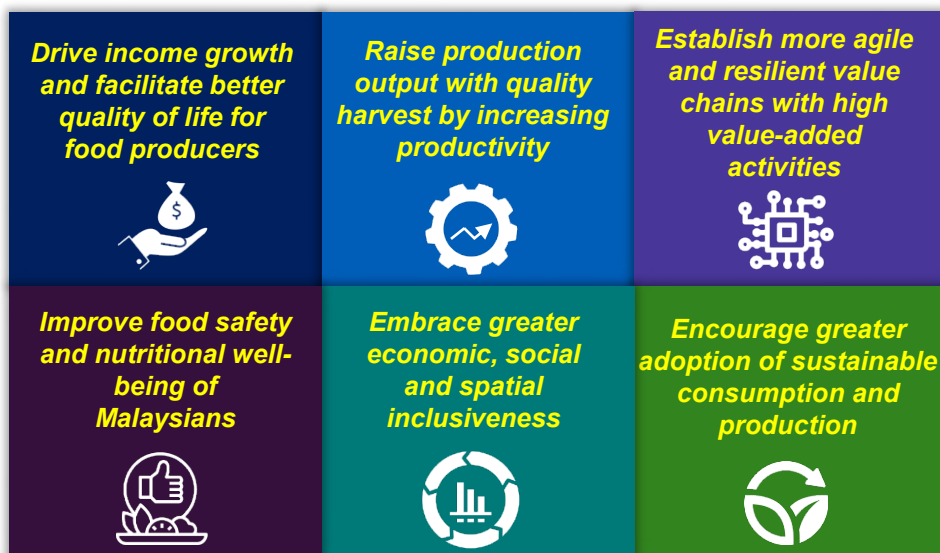 Drive income growth
and facilitate better
quality of life for
food producers
$
Raise production
output with quality
harvest by increasing
productivity
Establish more agile
and resilient value
chains with high
value-added
activities
Improve food safety
and nutritional well-
being of
Malaysians
Embrace greater
economic, social
and spatial
inclusiveness
Encourage greater
adoption of sustainable
consumption and
production